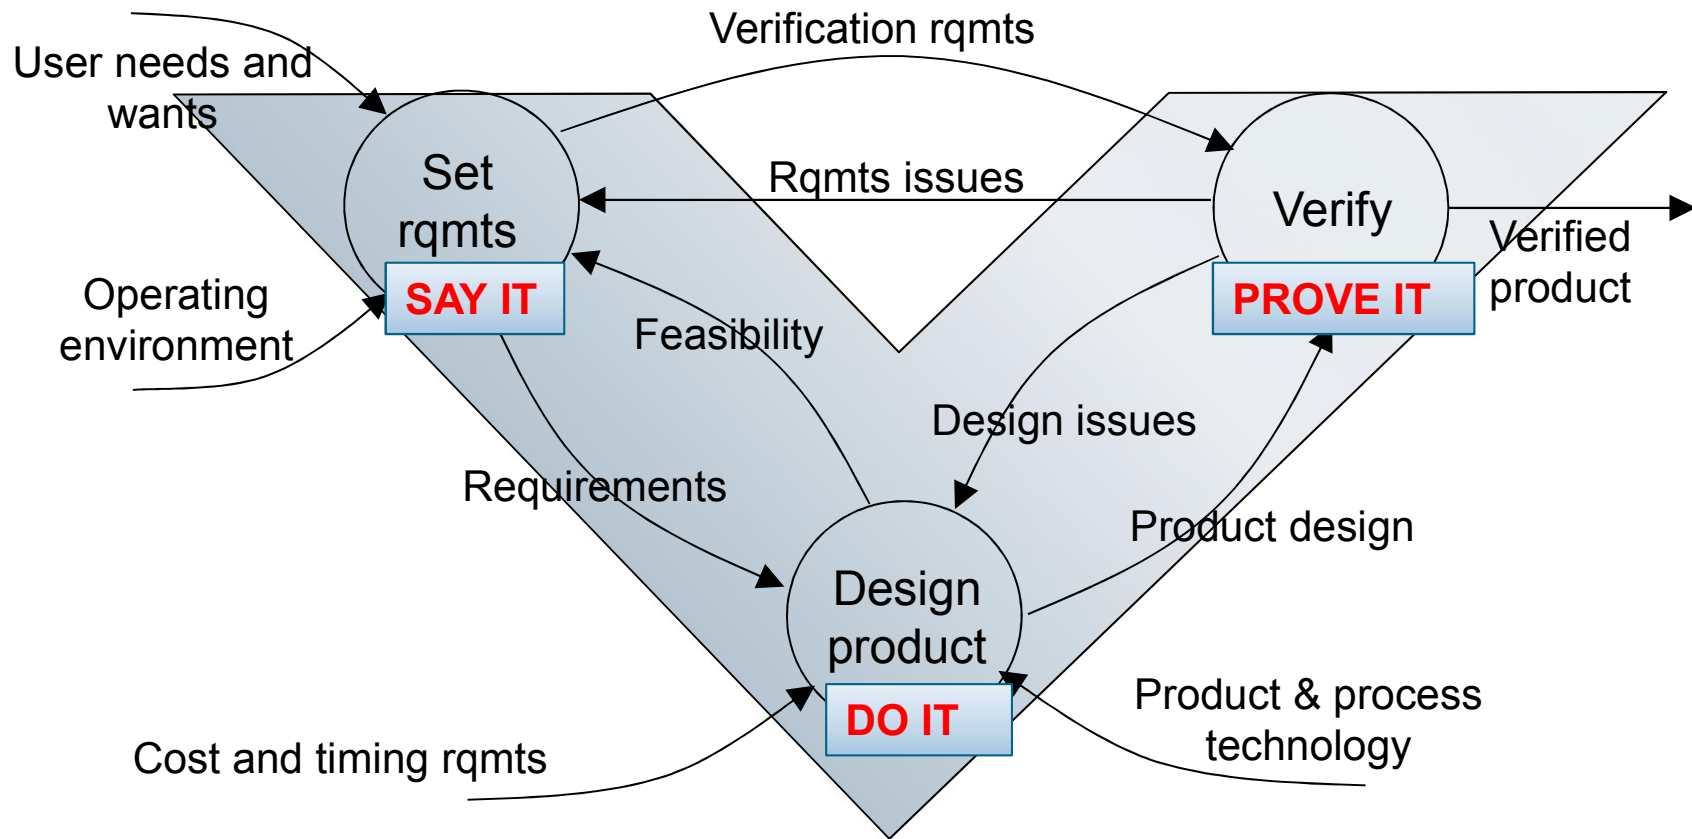 Verification rqmts
User needs and
wants
Set
rqmts
Rqmts issues
Verify
Verified
product
SAY IT
PROVE IT
Operating
environment
Feasibility
Design issues
Requirements
Product design
Design
product
DO IT
Product & process
technology
Cost and timing rqmts